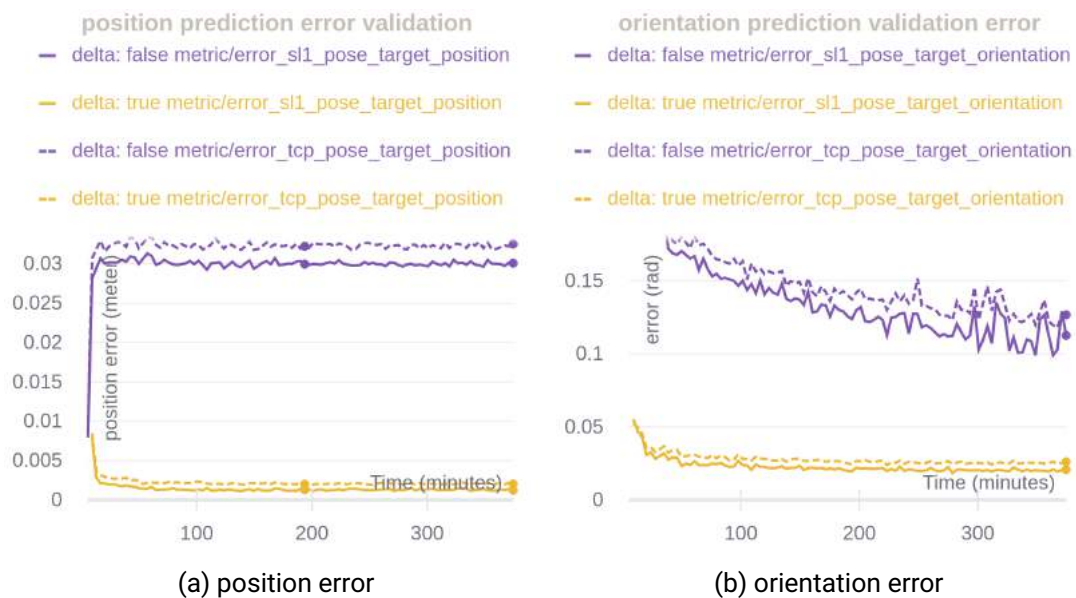 position prediction error validation
delta: false metric/error_sl1_pose_target_position
delta: true metric/error_sl1_pose_target_position
delta: false metric/error_tcp_pose_target_position
delta: true metric/error_tcp_pose_target_position
0.03
0.025
0.02
0.015
0.01
0.005
0
position error (meter)
Time (minutes)
100
200
300
(a) position error
orientation prediction validation error
delta: false metric/error_sl1_pose_target_orientation
delta: true metric/error_sl1_pose_target_orientation
delta: false metric/error_tcp_pose_target_orientation
delta: true metric/error_tcp_pose_target_orientation
0.15
0.1
0.05
0
error (rad)
Time (minutes)
100
200
300
(b) orientation error